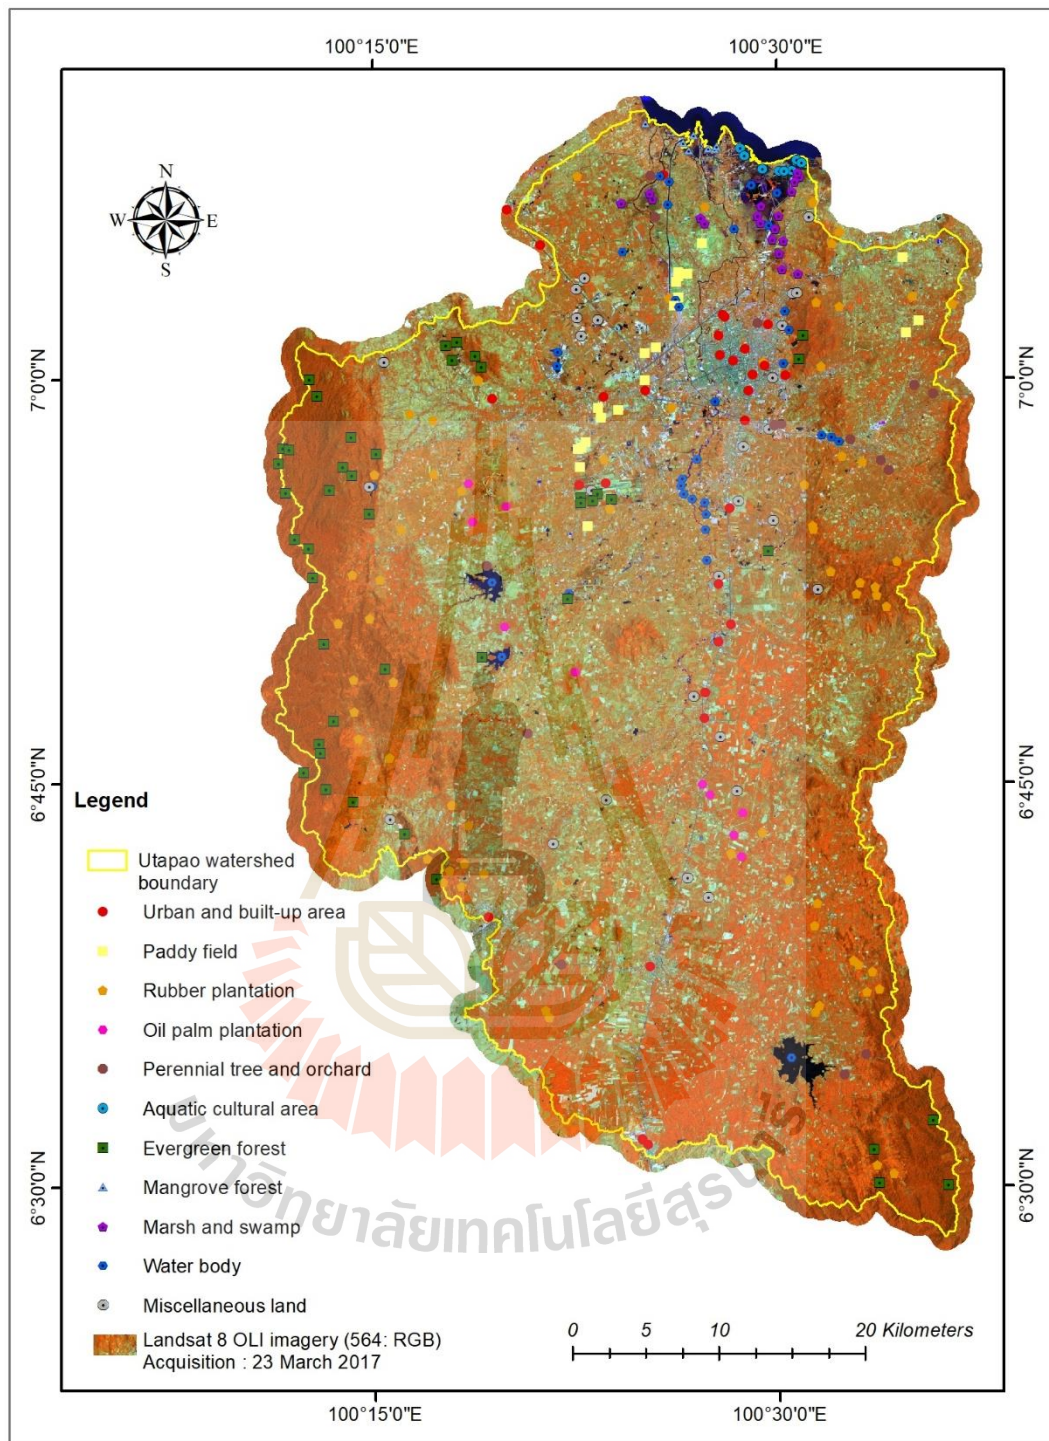 100°15'0"E 100°30'0"E
N
W E
S
7°0'0"N 7°0'0"N
6°45'0"N 6°45'0"N
Legend
Utapao watershed
boundary
Urban and built-up area
Paddy field
Rubber plantation
Oil palm plantation
Perennial tree and orchard
Aquatic cultural area
Evergreen forest
6°30'0"N 6°30'0"N
Mangrove forest
Marsh and swamp
Water body
Miscellaneous land
Landsat 8 OLI imagery (564: RGB)
Acquisition : 23 March 2017
0 5 10 20 Kilometers
100°15'0"E 100°30'0"E